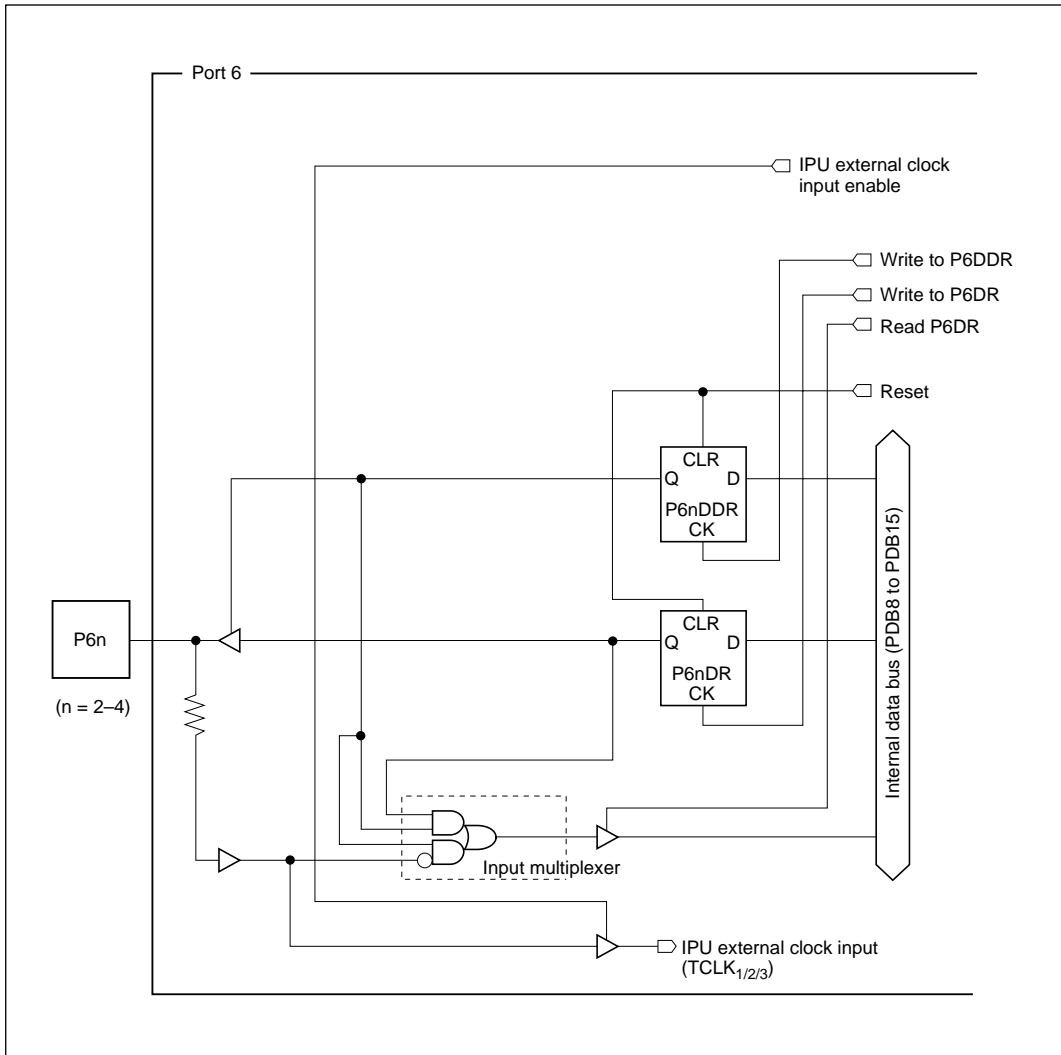 Port 6
IPU external clock
input enable
Write to P6DDR
Write to P6DR
Read P6DR
Reset
CLR
Q D
P6nDDR
CK
CLR
Q D
P6nDR
CK
Internal data bus (PDB8 to PDB15)
P6n
(n = 2–4)
Input multiplexer
IPU external clock input
(TCLK1/2/3)